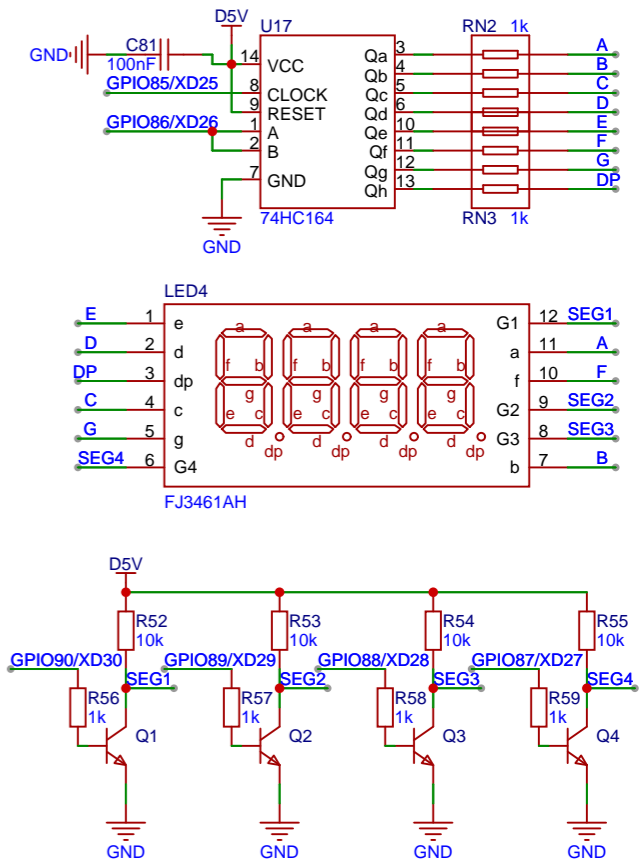 D5V
U17
RN2 1k
C81
GND
100nF
14 VCC Qa 3 A
Qb 4 B
GPIO85/XD25 8 CLOCK Qc 5 C
9 RESET Qd 6 D
GPIO86/XD26 1 A Qe 10 E
2 B Qf 11 F
7 GND Qg 12 G
Qh 13 DP
74HC164
RN3 1k
GND
LED4
E 1 e G1 12 SEG1
D 2 d a 11 A
DP 3 dp f 10 F
C 4 c G2 9 SEG2
G 5 g G3 8 SEG3
SEG4 6 G4 b 7 B
a a a a
f b f b f b f b
g g g g
e c e c e c e c
d dp d dp d dp d dp
FJ3461AH
D5V
R52 R53 R54 R55
10k 10k 10k 10k
GPIO90/XD30 GPIO89/XD29 GPIO88/XD28 GPIO87/XD27
SEG1 SEG2 SEG3 SEG4
R56 R57 R58 R59
1k 1k 1k 1k
Q1 Q2 Q3 Q4
GND GND GND GND